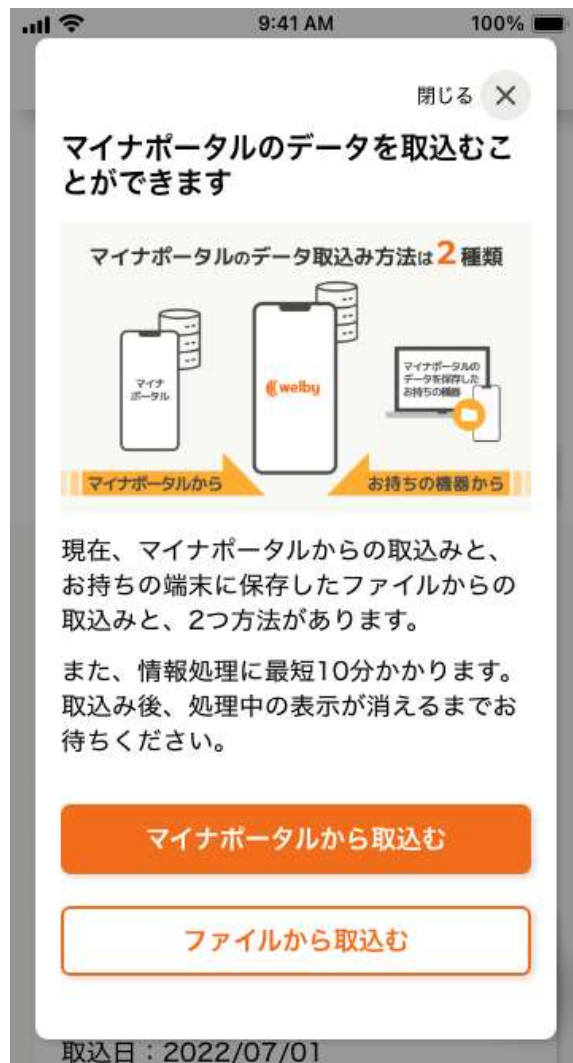 9:41 AM
100%
閉じる
マイナポータルのデータを取込むこ
とができます
マイナポータルのデータ取込み方法は2種類
マイナ
ポータル
welby
マイナポータルの
データを保存した
お持ちの機器
マイナポータルから
お持ちの機器から
現在、マイナポータルからの取込みと、
お持ちの端末に保存したファイルからの
取込みと、2つ方法があります。
また、情報処理に最短10分かかります。
取込み後、処理中の表示が消えるまでお
待ちください。
マイナポータルから取込む
ファイルから取込む
取込日：2022/07/01